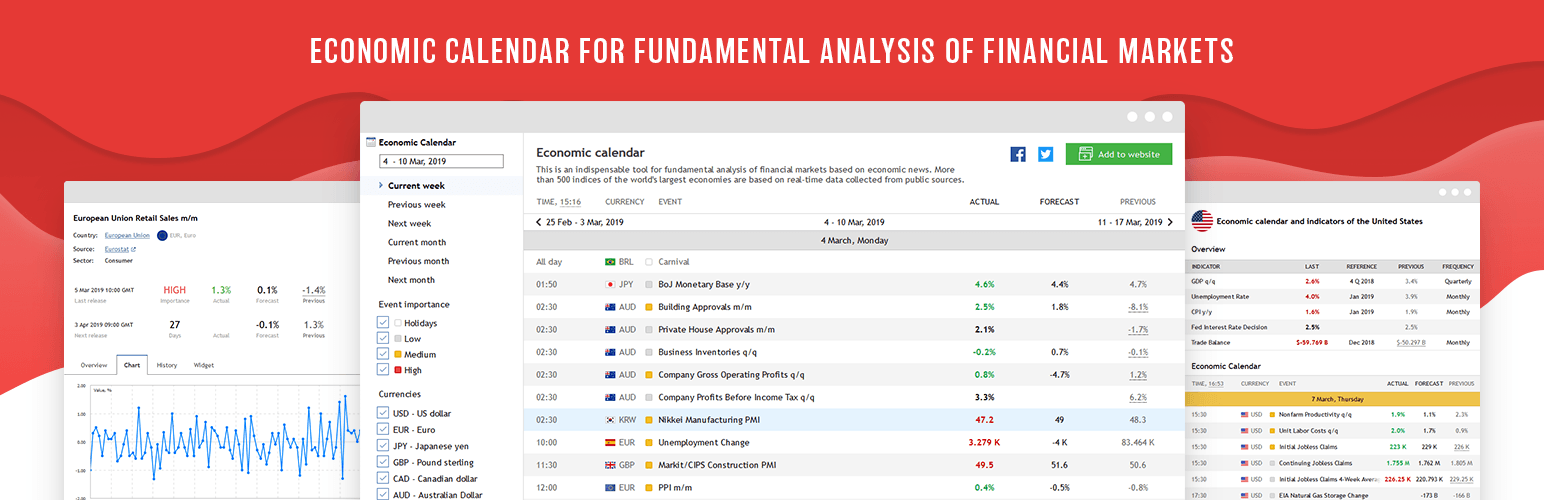 ECONOMIC CALENDAR FOR FUNDAMENTAL ANALYSIS OF FINANCIAL MARKETS
European Union Retail Sales m/m
Country: European Union EUR, Euro
Source: Eurostat
Sector: Consumer
5 Mar 2019 10:00 GMT HIGH 1.3% 0.1% -1.4%
Last release Importance Actual Forecast Previous
3 Apr 2019 09:00 GMT 27 -0.1% 1.3%
Next release Days Actual Forecast Previous
Overview Chart History Widget
Value, %
2.00
1.00
0.00
-1.00
-2.00
Economic Calendar
4 - 10 Mar, 2019
Current week
Previous week
Next week
Current month
Previous month
Next month
Event importance
Holidays
Low
Medium
High
Currencies
USD - US dollar
EUR - Euro
JPY - Japanese yen
GBP - Pound sterling
CAD - Canadian dollar
AUD - Australian Dollar
Economic calendar
Add to website
This is an indispensable tool for fundamental analysis of financial markets based on economic news. More
than 500 indices of the world's largest economies are based on real-time data collected from public sources.
TIME, 15:16 CURRENCY EVENT ACTUAL FORECAST PREVIOUS
25 Feb - 3 Mar, 2019 4 - 10 Mar, 2019 11 - 17 Mar, 2019
4 March, Monday
All day BRL Carnival
01:50 JPY BoJ Monetary Base y/y 4.6% 4.4% 4.7%
02:30 AUD Building Approvals m/m 2.5% 1.8% -8.1%
02:30 AUD Private House Approvals m/m 2.1% -1.7%
02:30 AUD Business Inventories q/q -0.2% 0.7% -0.1%
02:30 AUD Company Gross Operating Profits q/q 0.8% -4.7% 1.2%
02:30 AUD Company Profits Before Income Tax q/q 3.3% 6.2%
02:30 KRW Nikkei Manufacturing PMI 47.2 49 48.3
10:00 EUR Unemployment Change 3.279 K -4 K 83.464 K
11:30 GBP Markit/CIPS Construction PMI 49.5 51.6 50.6
12:00 EUR PPI m/m 0.4% -0.5% -0.8%
Economic calendar and indicators of the United States
Overview
INDICATOR LAST REFERENCE PREVIOUS FREQUENCY
GDP q/q 2.6% 4 Q 2018 3.4% Quarterly
Unemployment Rate 4.0% Jan 2019 3.9% Monthly
CPI y/y 1.6% Jan 2019 1.9% Monthly
Fed Interest Rate Decision 2.5% 2.5%
Trade Balance $-59.769 B Dec 2018 $-50.297 B Monthly
Economic Calendar
TIME, 16:53 CURRENCY EVENT ACTUAL FORECAST PREVIOUS
7 March, Thursday
15:30 USD Nonfarm Productivity q/q 1.9% 1.1% 2.3%
15:30 USD Unit Labor Costs q/q 2.0% 1.7% 0.9%
15:30 USD Initial Jobless Claims 223 K 229 K 226 K
15:30 USD Continuing Jobless Claims 1.755 M 1.762 M 1.805 M
15:30 USD Initial Jobless Claims 4-Week Avera 226.25 K 220.793 K 229.25 K
17:30 USD EIA Natural Gas Storage Change -173 B -166 B